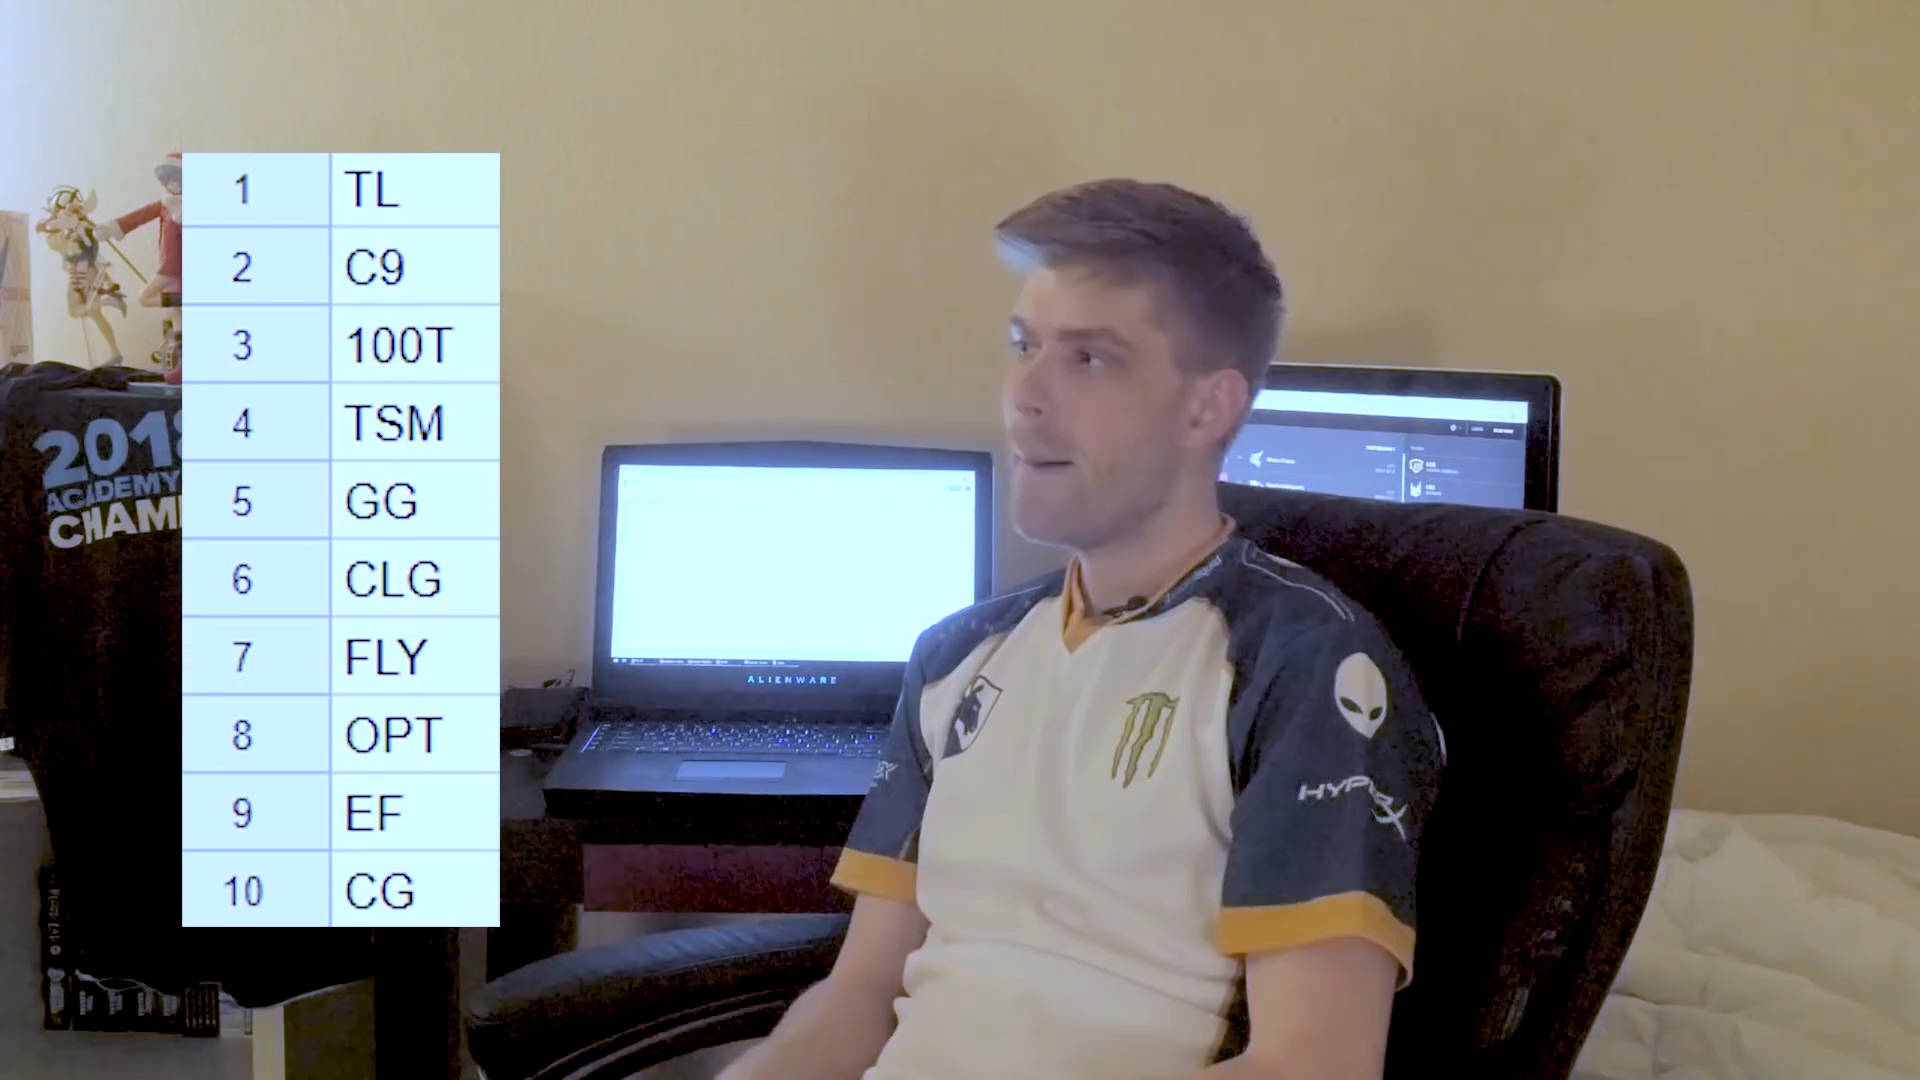 1 TL
2 C9
3 100T
4 TSM
5 GG
6 CLG
7 FLY
8 OPT
9 EF
10 CG
2018
ACADEMY
CHAM
ALIENWARE
HYPERX